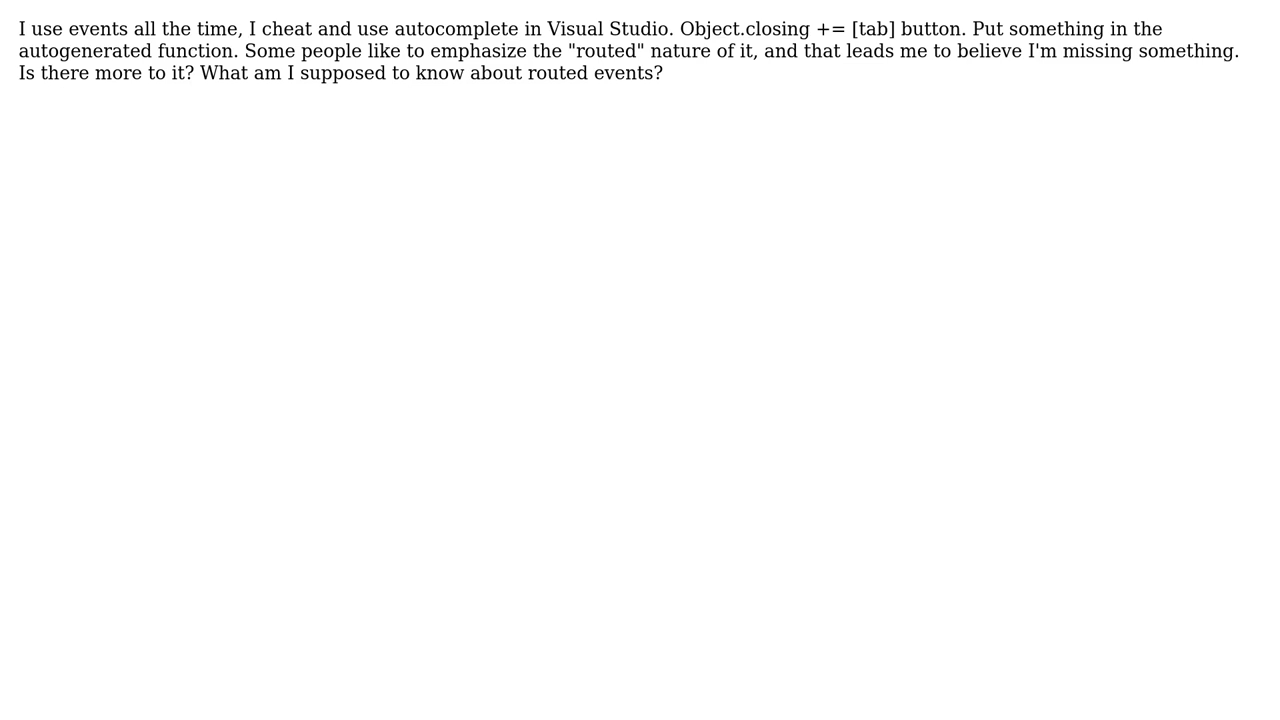 I use events all the time, I cheat and use autocomplete in Visual Studio. Object.closing += [tab] button. Put something in the
autogenerated function. Some people like to emphasize the "routed" nature of it, and that leads me to believe I'm missing something.
Is there more to it? What am I supposed to know about routed events?